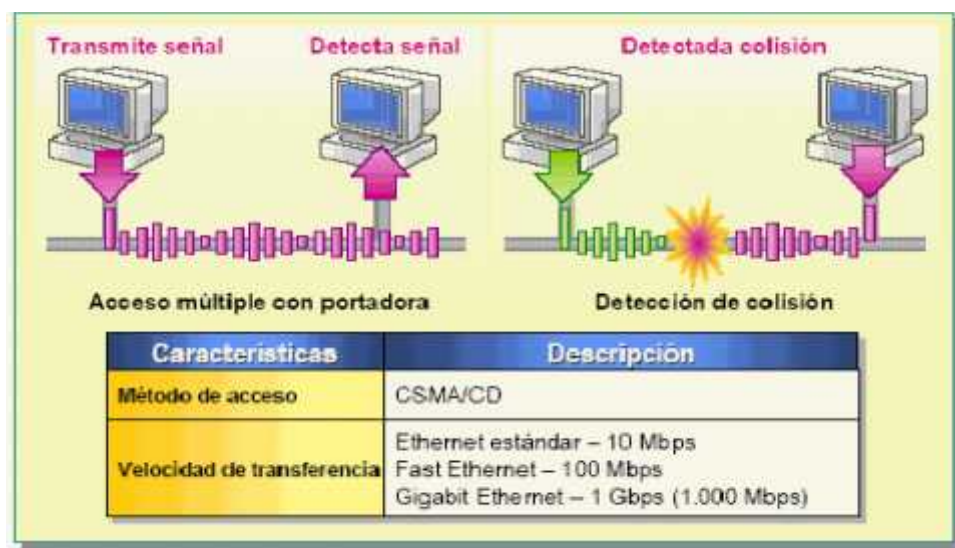 Transmite señal
Detecta señal
Detectada colisión
Acceso múltiple con portadora
Detección de colisión
Características
Descripción
Método de acceso
CSMA/CD
Velocidad de transferencia
Ethernet estándar – 10 Mbps
Fast Ethernet – 100 Mbps
Gigabit Ethernet – 1 Gbps (1.000 Mbps)